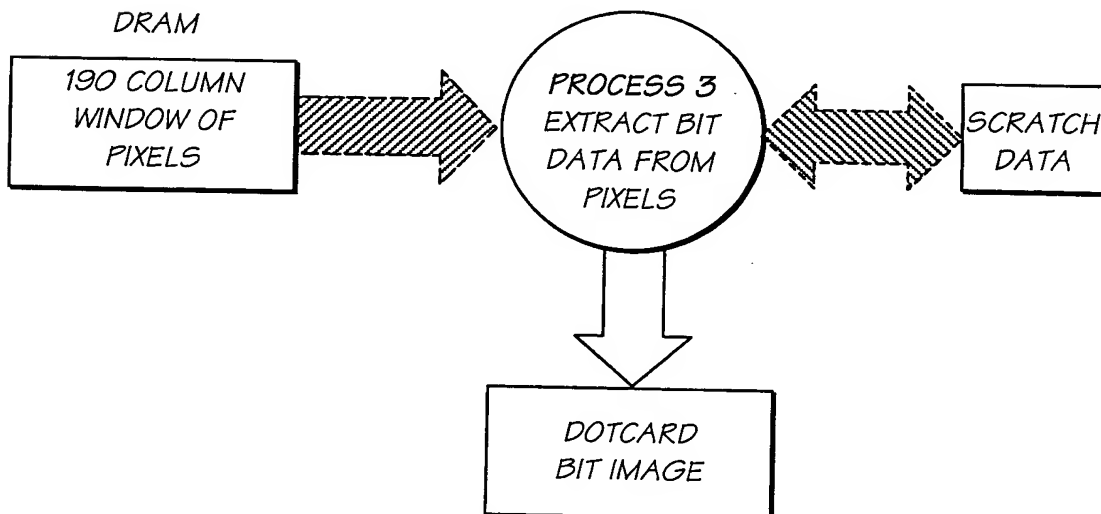 DRAM
190 COLUMN
WINDOW OF
PIXELS
PROCESS 3
EXTRACT BIT
DATA FROM
PIXELS
SCRATCH
DATA
DOTCARD
BIT IMAGE